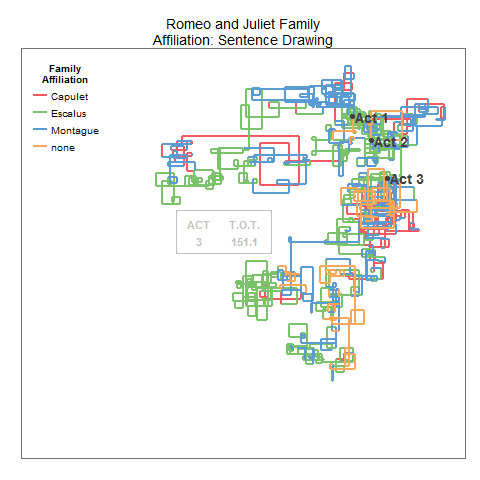 Romeo and Juliet Family
Affiliation: Sentence Drawing
Family
Affiliation
Capulet
Escalus
Montague
none
Act 1
Act 2
Act 3
ACT T.O.T.
3 151.1